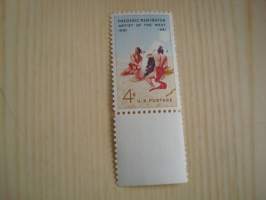 FREDERIC REMINGTON
ARTIST OF THE WEST
1861 1961
4¢
U.S. POSTAGE